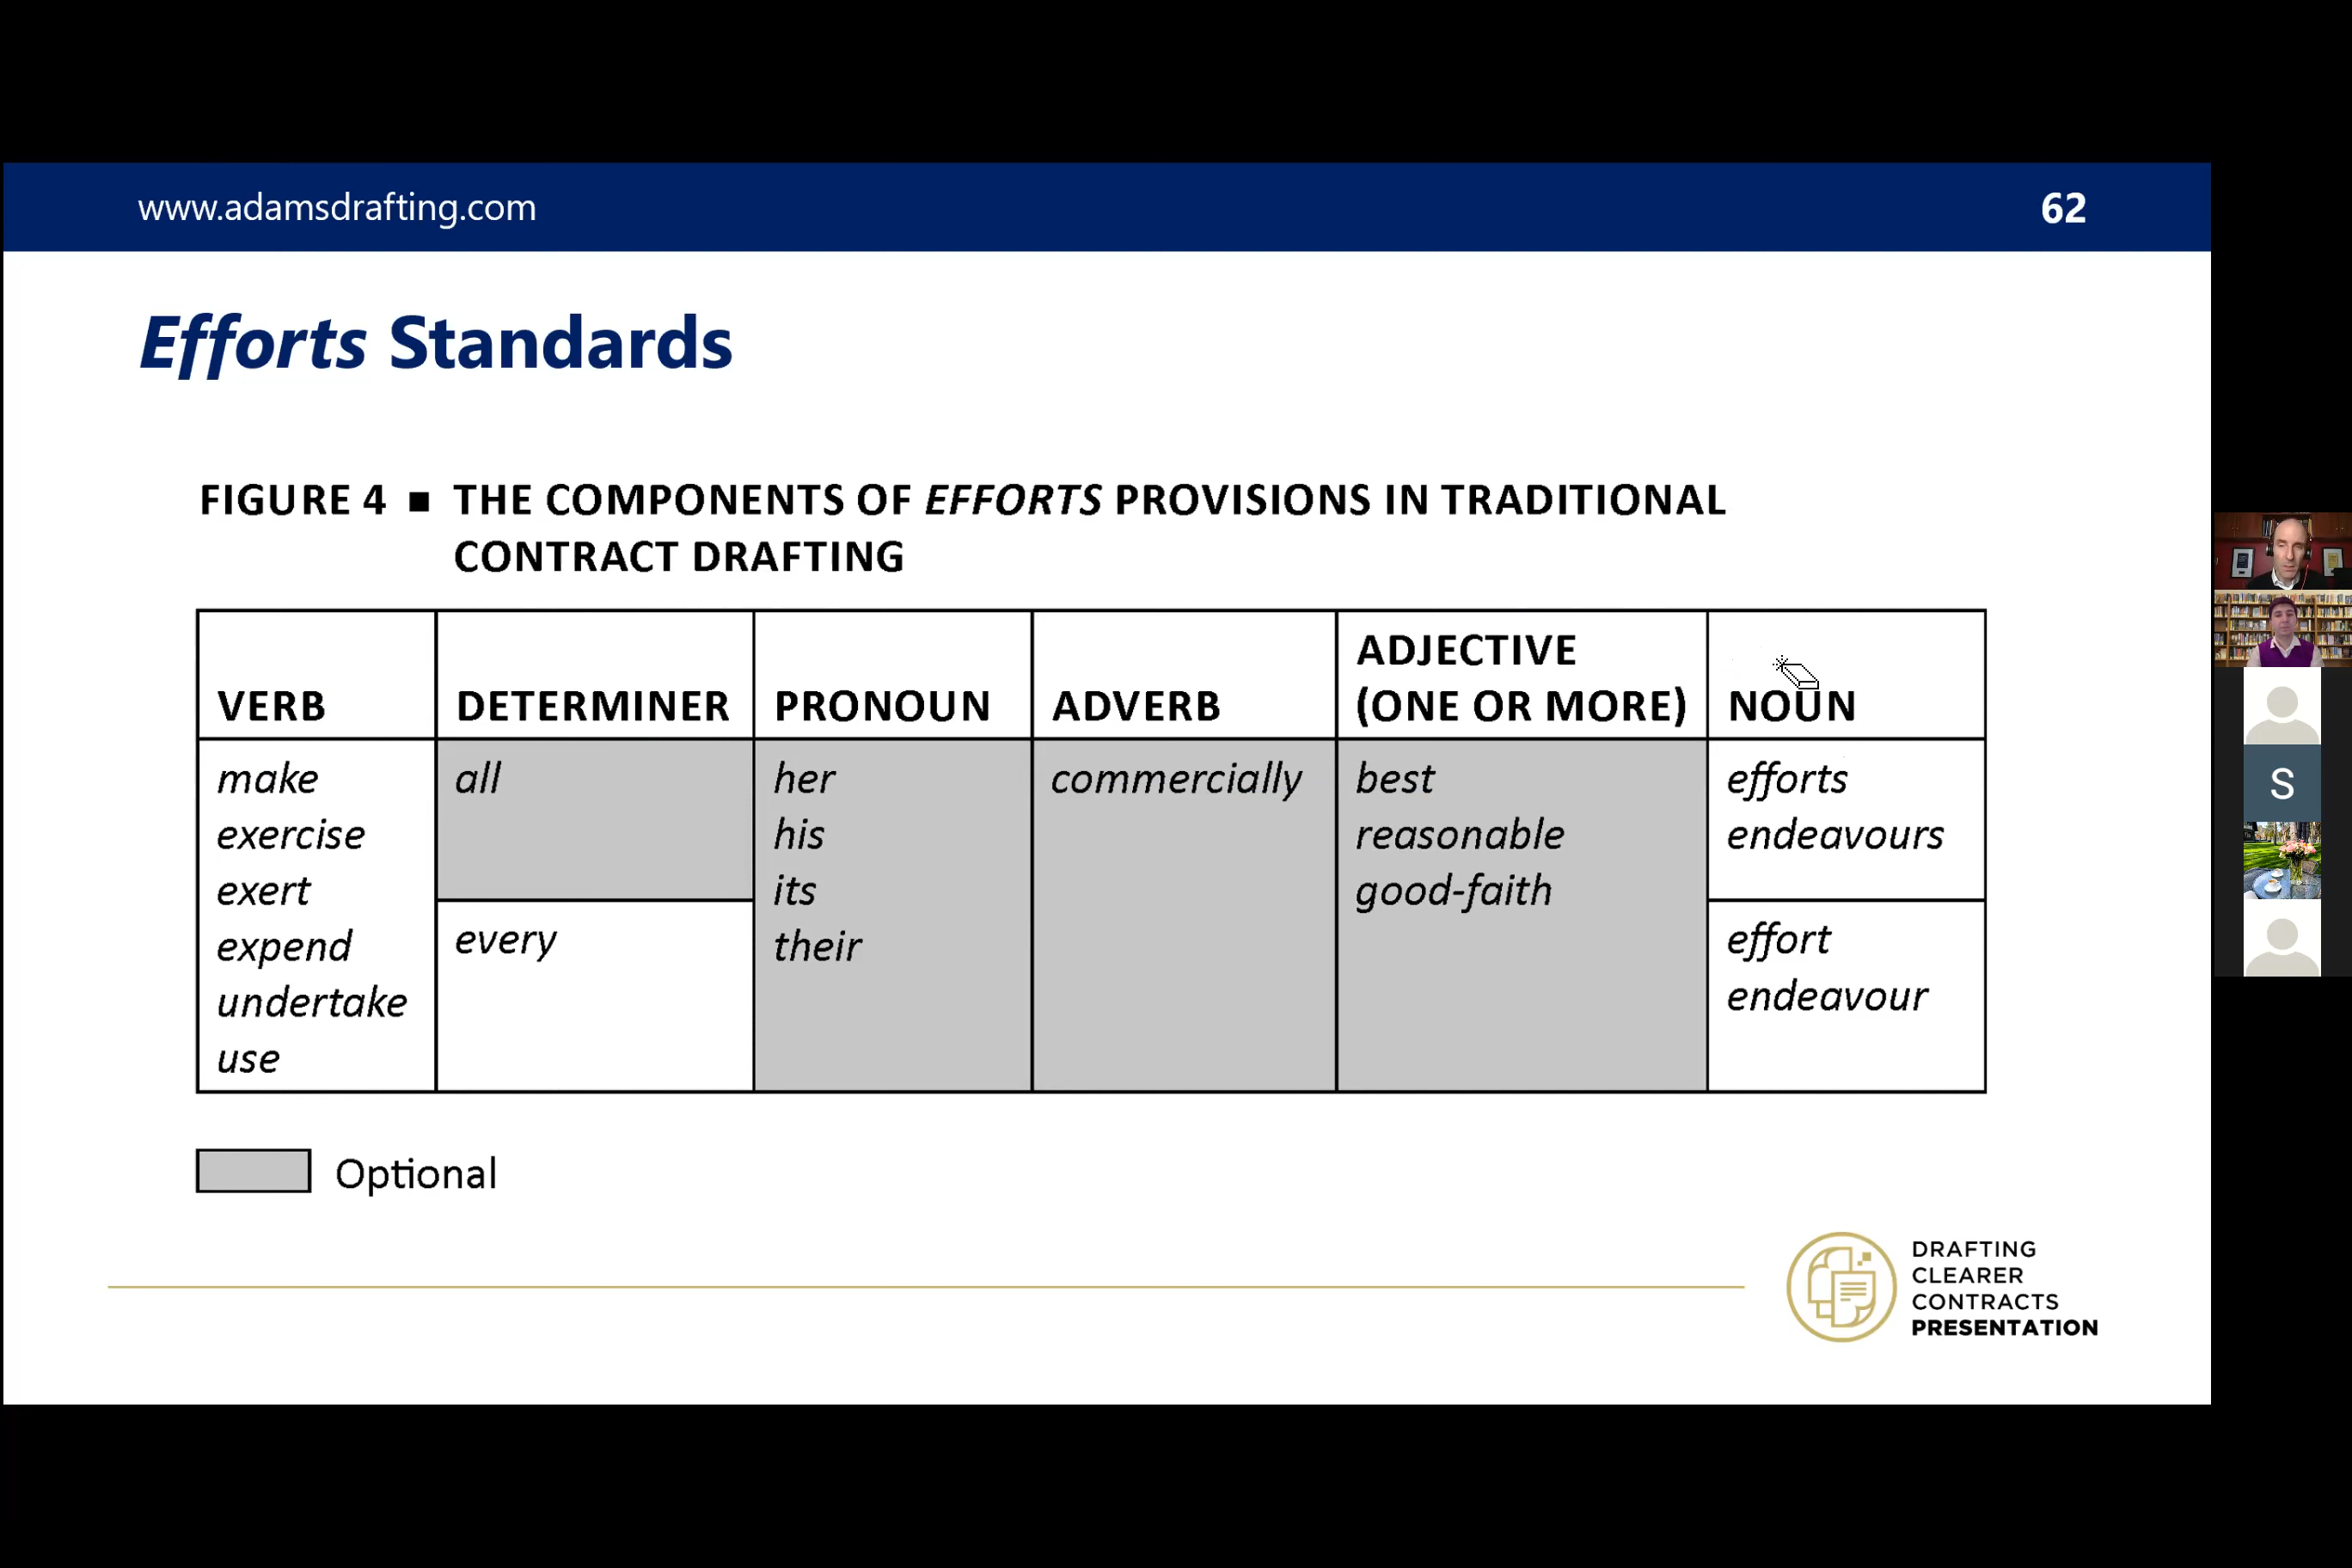 www.adamsdrafting.com
62
Efforts Standards
FIGURE 4 ■ THE COMPONENTS OF EFFORTS PROVISIONS IN TRADITIONAL
CONTRACT DRAFTING
VERB
DETERMINER
PRONOUN
ADVERB
ADJECTIVE
(ONE OR MORE)
NOUN
make
exercise
exert
expend
undertake
use
all
every
her
his
its
their
commercially
best
reasonable
good-faith
efforts
endeavours
effort
endeavour
Optional
DRAFTING
CLEARER
CONTRACTS
PRESENTATION
S